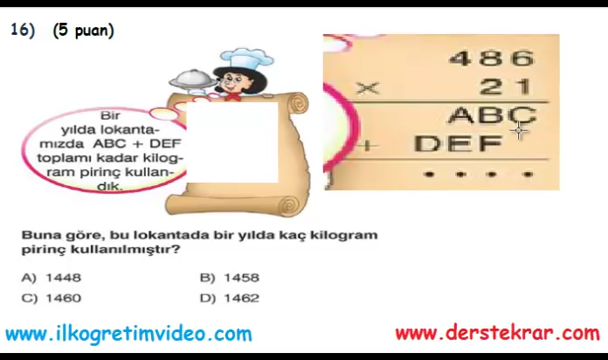 16) (5 puan)
Bir
yılda lokanta-
mızda ABC + DEF
toplamı kadar kilog-
ram pirinç kullan-
dık.
486
x 21
ABC
+ DEF
....
Buna göre, bu lokantada bir yılda kaç kilogram
pirinç kullanılmıştır?
A) 1448
B) 1458
C) 1460
D) 1462
www.ilkogretimvideo.com
www.derstekrar.com